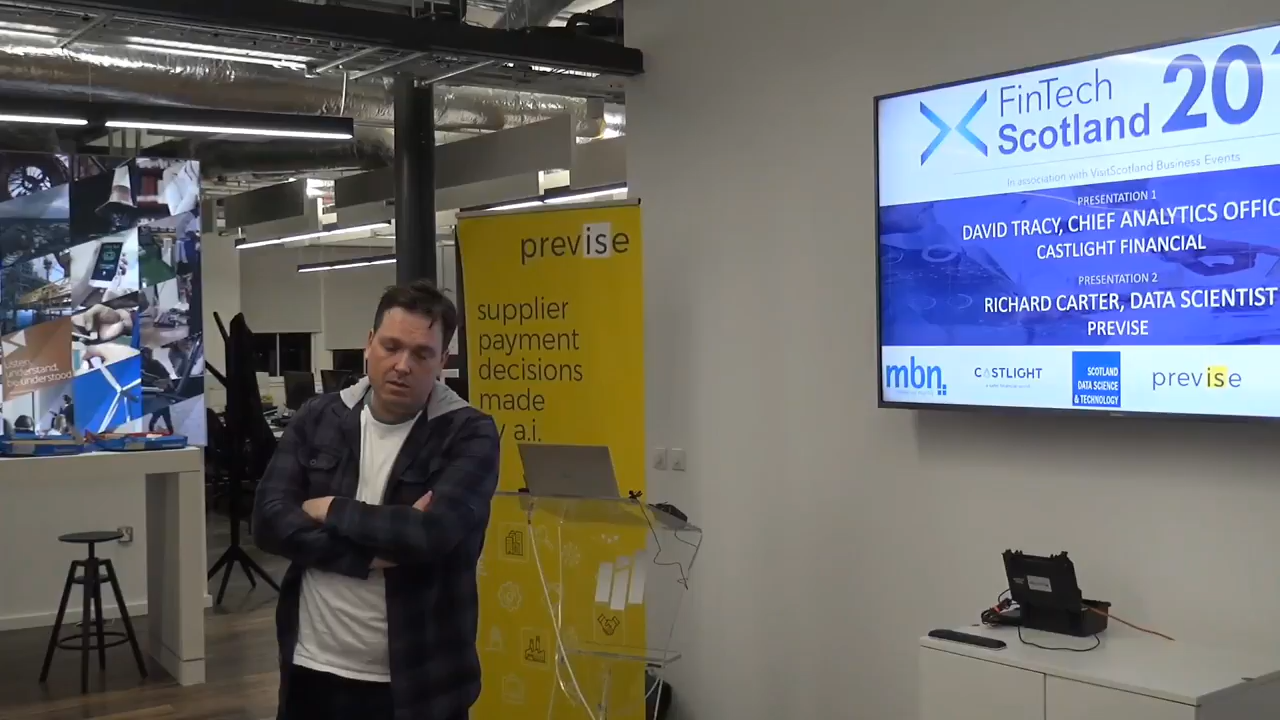 Listen,
understand,
be understood
previse
supplier
payment
decisions
made
a.i.
FinTech
Scotland
In association with VisitScotland Business Events
PRESENTATION 1
DAVID TRACY, CHIEF ANALYTICS OFFIC
CASTLIGHT FINANCIAL
PRESENTATION 2
RICHARD CARTER, DATA SCIENTIST
PREVISE
mbn
CASTLIGHT
SCOTLAND
DATA SCIENCE
& TECHNOLOGY
previse